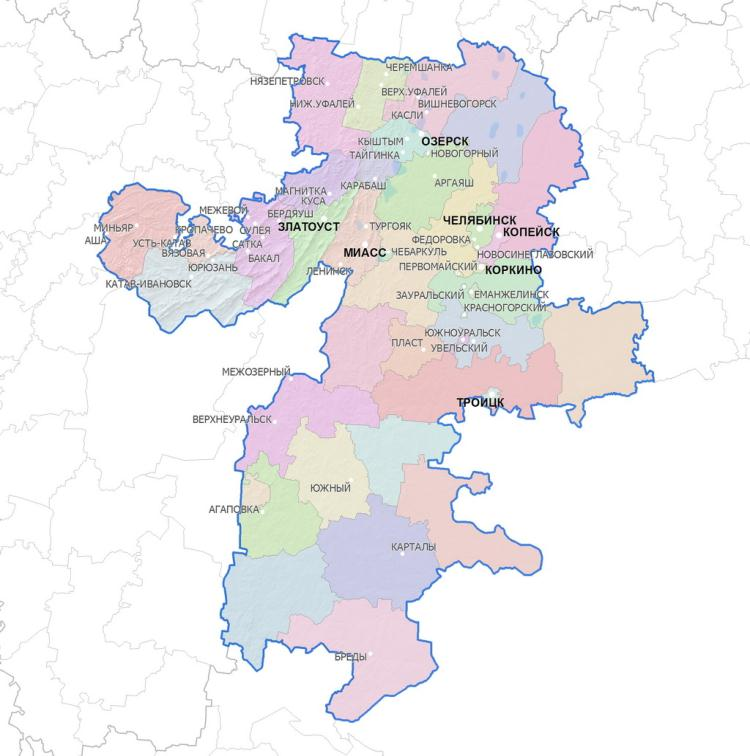 ЧЕРЕМШАНКА
НЯЗЕПЕТРОВСК
ВЕРХ.УФАЛЕЙ
НИЖ.УФАЛЕЙ
ВИШНЕВОГОРСК
КАСЛИ
КЫШТЫМ
ОЗЕРСК
ТАЙГИНКА
НОВОГОРНЫЙ
КАРАБАШ
АРГАЯШ
МАГНИТКА
КУСА
МЕЖЕВОЙ
БЕРДЯУШ
ЧЕЛЯБИНСК
МИНЬЯР
КРОПАЧЕВО
СУЛЕЯ
ЗЛАТОУСТ
ТУРГОЯК
КОПЕЙСК
АША
УСТЬ-КАТАВ
САТКА
ФЕДОРОВКА
ВЯЗОВАЯ
МИАСС
ЧЕБАРКУЛЬ
НОВОСИНЕГЛАЗОВСКИЙ
БАКАЛ
ЮРЮЗАНЬ
ЛЕНИНСК
ПЕРВОМАЙСКИЙ
КОРКИНО
КАТАВ-ИВАНОВСК
ЗАУРАЛЬСКИЙ
ЕМАНЖЕЛИНСК
КРАСНОГОРСКИЙ
ЮЖНОУРАЛЬСК
ПЛАСТ
УВЕЛЬСКИЙ
МЕЖОЗЕРНЫЙ
ТРОИЦК
ВЕРХНЕУРАЛЬСК
ЮЖНЫЙ
АГАПОВКА
КАРТАЛЫ
БРЕДЫ